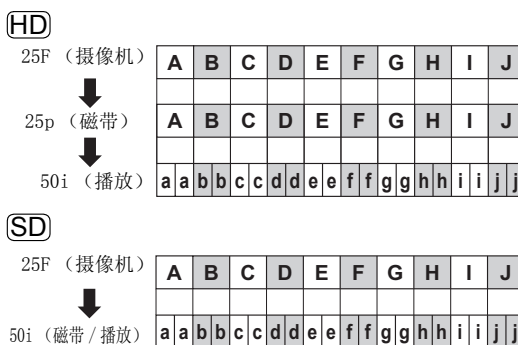 HD
25F （摄像机） A B C D E F G H I J
25p （磁带） A B C D E F G H I J
50i （播放） a a b b c c d d e e f f g g h h i i j j
SD
25F （摄像机） A B C D E F G H I J
50i （磁带/播放） a a b b c c d d e e f f g g h h i i j j